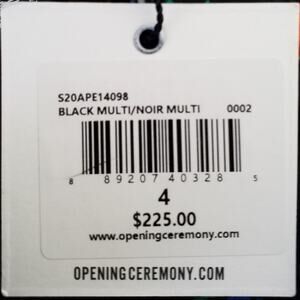 S20APE14098
BLACK MULTI/NOIR MULTI 0002
8 89207 40328 5
4
$225.00
www.openingceremony.com
OPENINGCEREMONY.COM